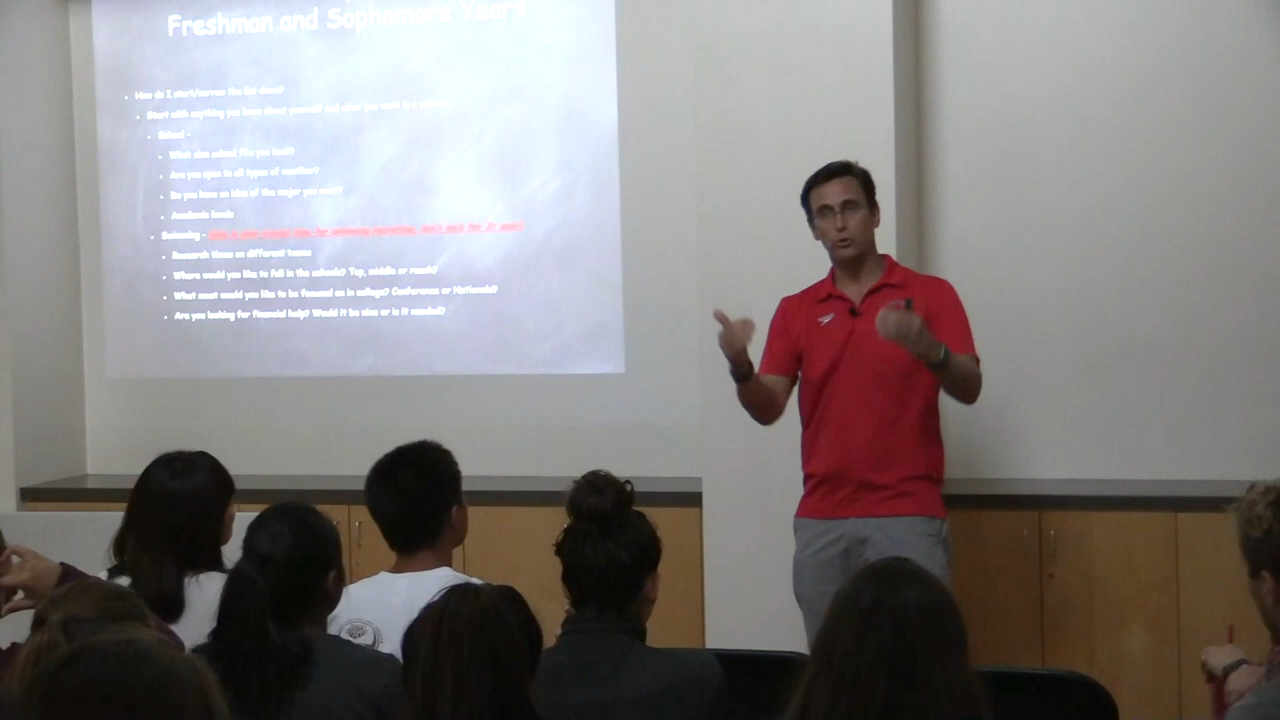 Freshman and Sophamore Years
How do I start/narrow the list down?
Start with anything you know about yourself and what you want in a school
School -
What size school fits you best?
Are you open to all types of weather?
Do you have an idea of the major you want?
Academic levels
Swimming -
Research times on different teams
Where would you like to fall in the schools? Top, middle or reach?
What meet would you like to be focused on in college? Conference or Nationals?
Are you looking for financial help? Would it be nice or is it needed?